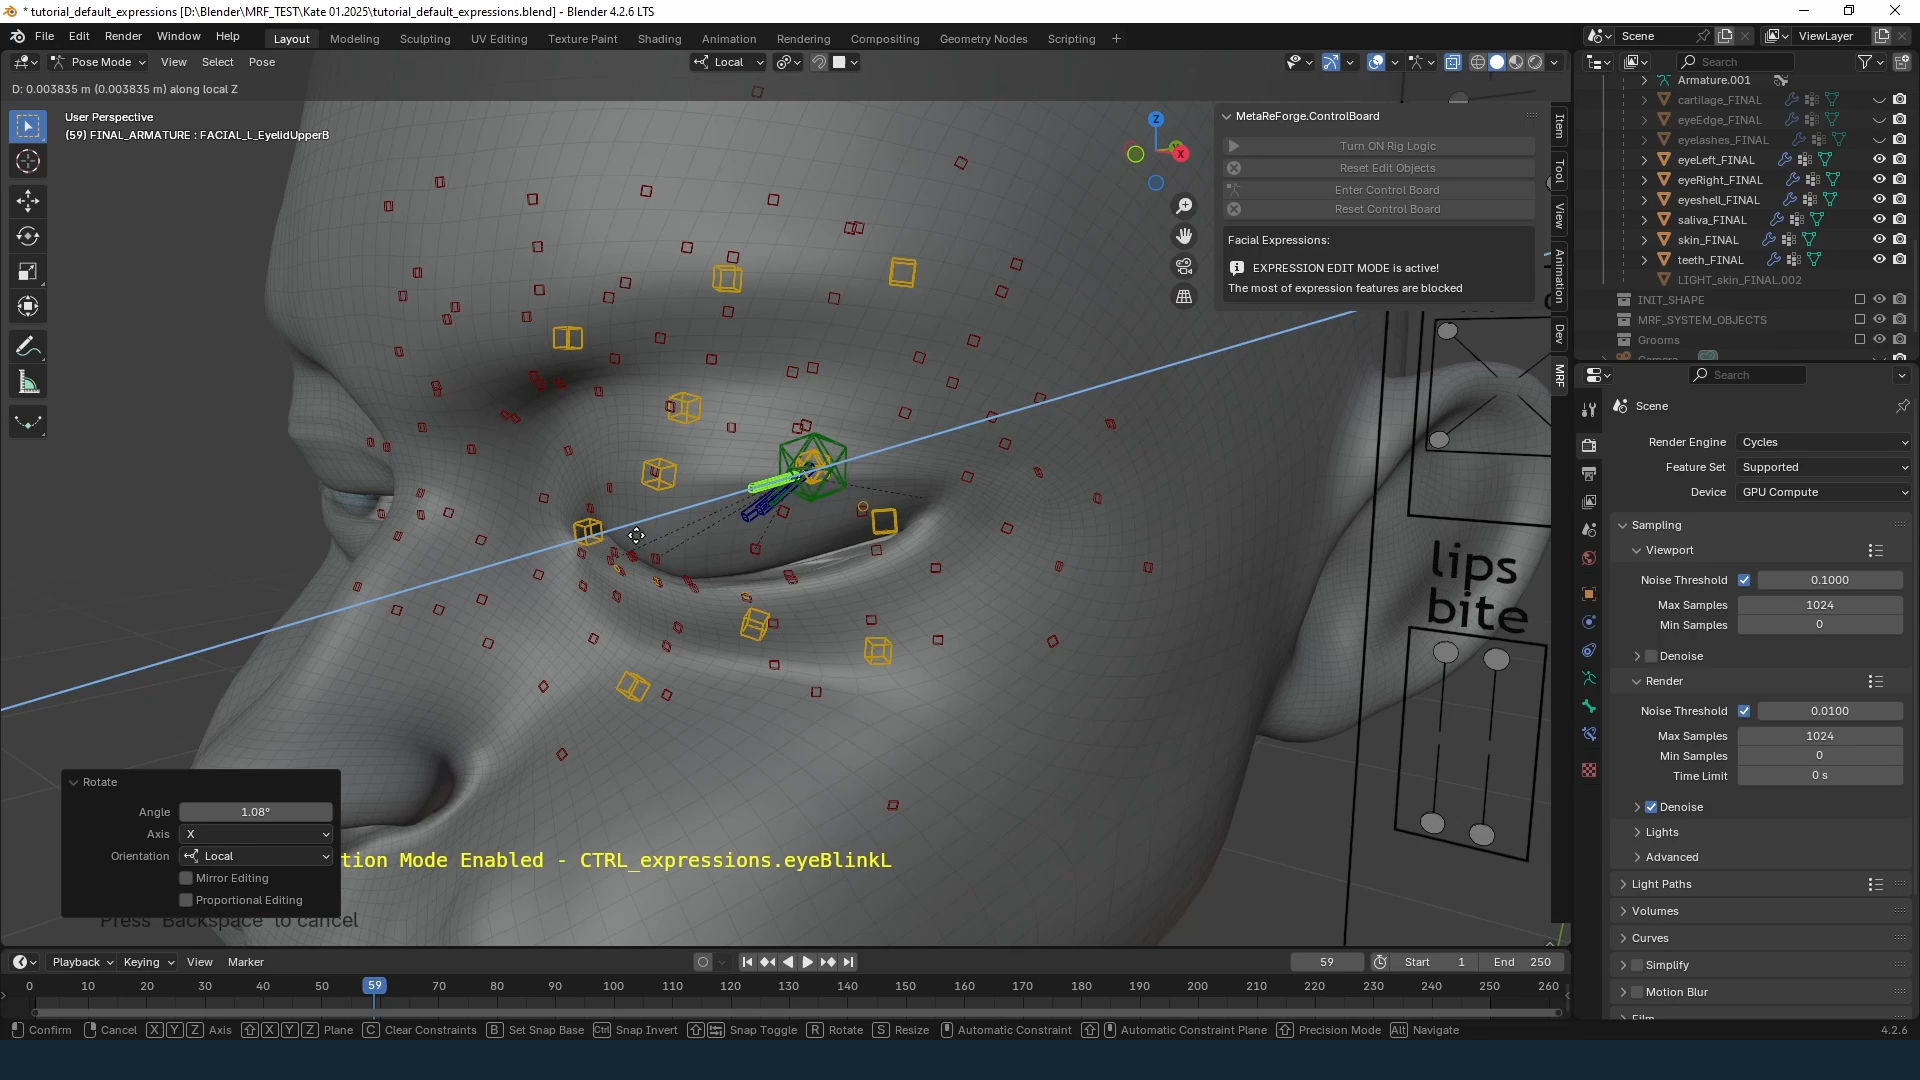 * tutorial_default_expressions [D:\Blender\MRF_TEST\Kate 01.2025\tutorial_default_expressions.blend] - Blender 4.2.6 LTS
File Edit Render Window Help Layout Modeling Sculpting UV Editing Texture Paint Shading Animation Rendering Compositing Geometry Nodes Scripting +
Scene ViewLayer
Pose Mode View Select Pose Local Search
D: 0.003835 m (0.003835 m) along local Z
User Perspective
(59) FINAL_ARMATURE : FACIAL_L_EyelidUpperB
Z
X
MetaReForge.ControlBoard
Turn ON Rig Logic
Reset Edit Objects
Enter Control Board
Reset Control Board
Facial Expressions:
EXPRESSION EDIT MODE is active!
The most of expression features are blocked
Item
Tool
View
Animation
Dev
MRF
Armature.001
cartilage_FINAL
eyeEdge_FINAL
eyelashes_FINAL
eyeLeft_FINAL
eyeRight_FINAL
eyeshell_FINAL
saliva_FINAL
skin_FINAL
teeth_FINAL
LIGHT_skin_FINAL.002
INIT_SHAPE
MRF_SYSTEM_OBJECTS
Grooms
Search
Scene
Render Engine Cycles
Feature Set Supported
Device GPU Compute
Sampling
Viewport
Noise Threshold 0.1000
Max Samples 1024
Min Samples 0
Denoise
Render
Noise Threshold 0.0100
Max Samples 1024
Min Samples 0
Time Limit 0 s
Denoise
Lights
Advanced
Light Paths
Volumes
Curves
Simplify
Motion Blur
lips
bite
Rotate
Angle 1.08°
Axis X
Orientation Local
Mirror Editing
Proportional Editing
tion Mode Enabled - CTRL_expressions.eyeBlinkL
Press 'Backspace' to cancel
Playback Keying View Marker 59 Start 1 End 250
0 10 20 30 40 50 59 70 80 90 100 110 120 130 140 150 160 170 180 190 200 210 220 230 240 250 260
Confirm Cancel X Y Z Axis X Y Z Plane C Clear Constraints B Set Snap Base Ctrl Snap Invert Snap Toggle R Rotate S Resize Automatic Constraint Automatic Constraint Plane Precision Mode Alt Navigate 4.2.6